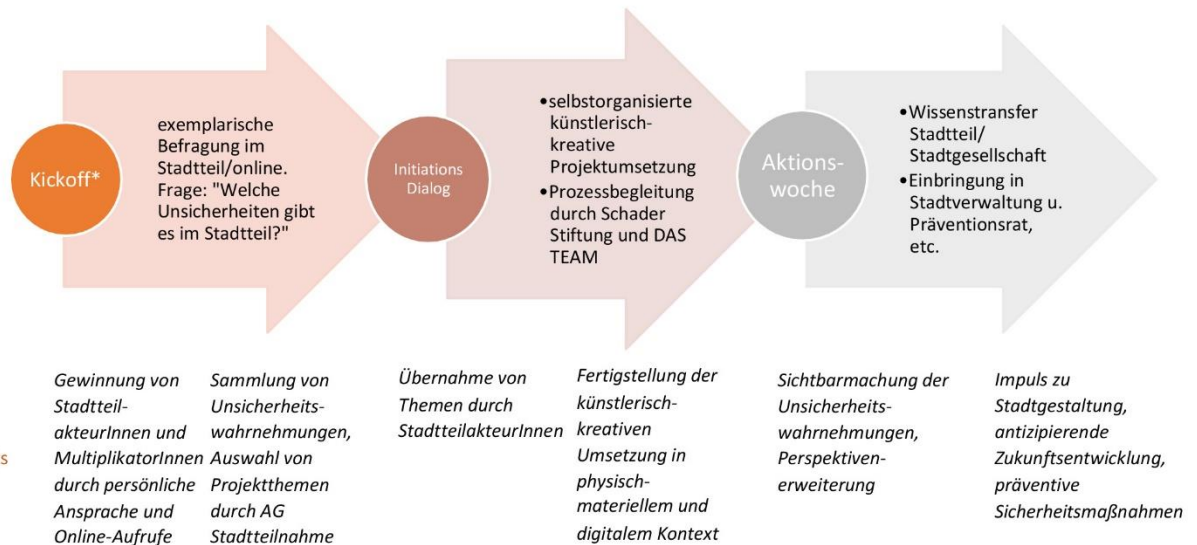 Kickoff*
exemplarische
Befragung im
Stadtteil/online.
Frage: "Welche
Unsicherheiten gibt
es im Stadtteil?"
Initiations
Dialog
•selbstorganisierte
künstlerisch-
kreative
Projektumsetzung
•Prozessbegleitung
durch Schader
Stiftung und DAS
TEAM
Aktions-
woche
•Wissenstransfer
Stadtteil/
Stadtgesellschaft
•Einbringung in
Stadtverwaltung u.
Präventionsrat,
etc.
s
Gewinnung von
Stadtteil-
akteurInnen und
MultiplikatorInnen
durch persönliche
Ansprache und
Online-Aufrufe
Sammlung von
Unsicherheits-
wahrnehmungen,
Auswahl von
Projektthemen
durch AG
Stadtteilnahme
Übernahme von
Themen durch
StadtteilakteurInnen
Fertigstellung der
künstlerisch-
kreativen
Umsetzung in
physisch-
materiellem und
digitalem Kontext
Sichtbarmachung der
Unsicherheits-
wahrnehmungen,
Perspektiven-
erweiterung
Impuls zu
Stadtgestaltung,
antizipierende
Zukunftsentwicklung,
präventive
Sicherheitsmaßnahmen